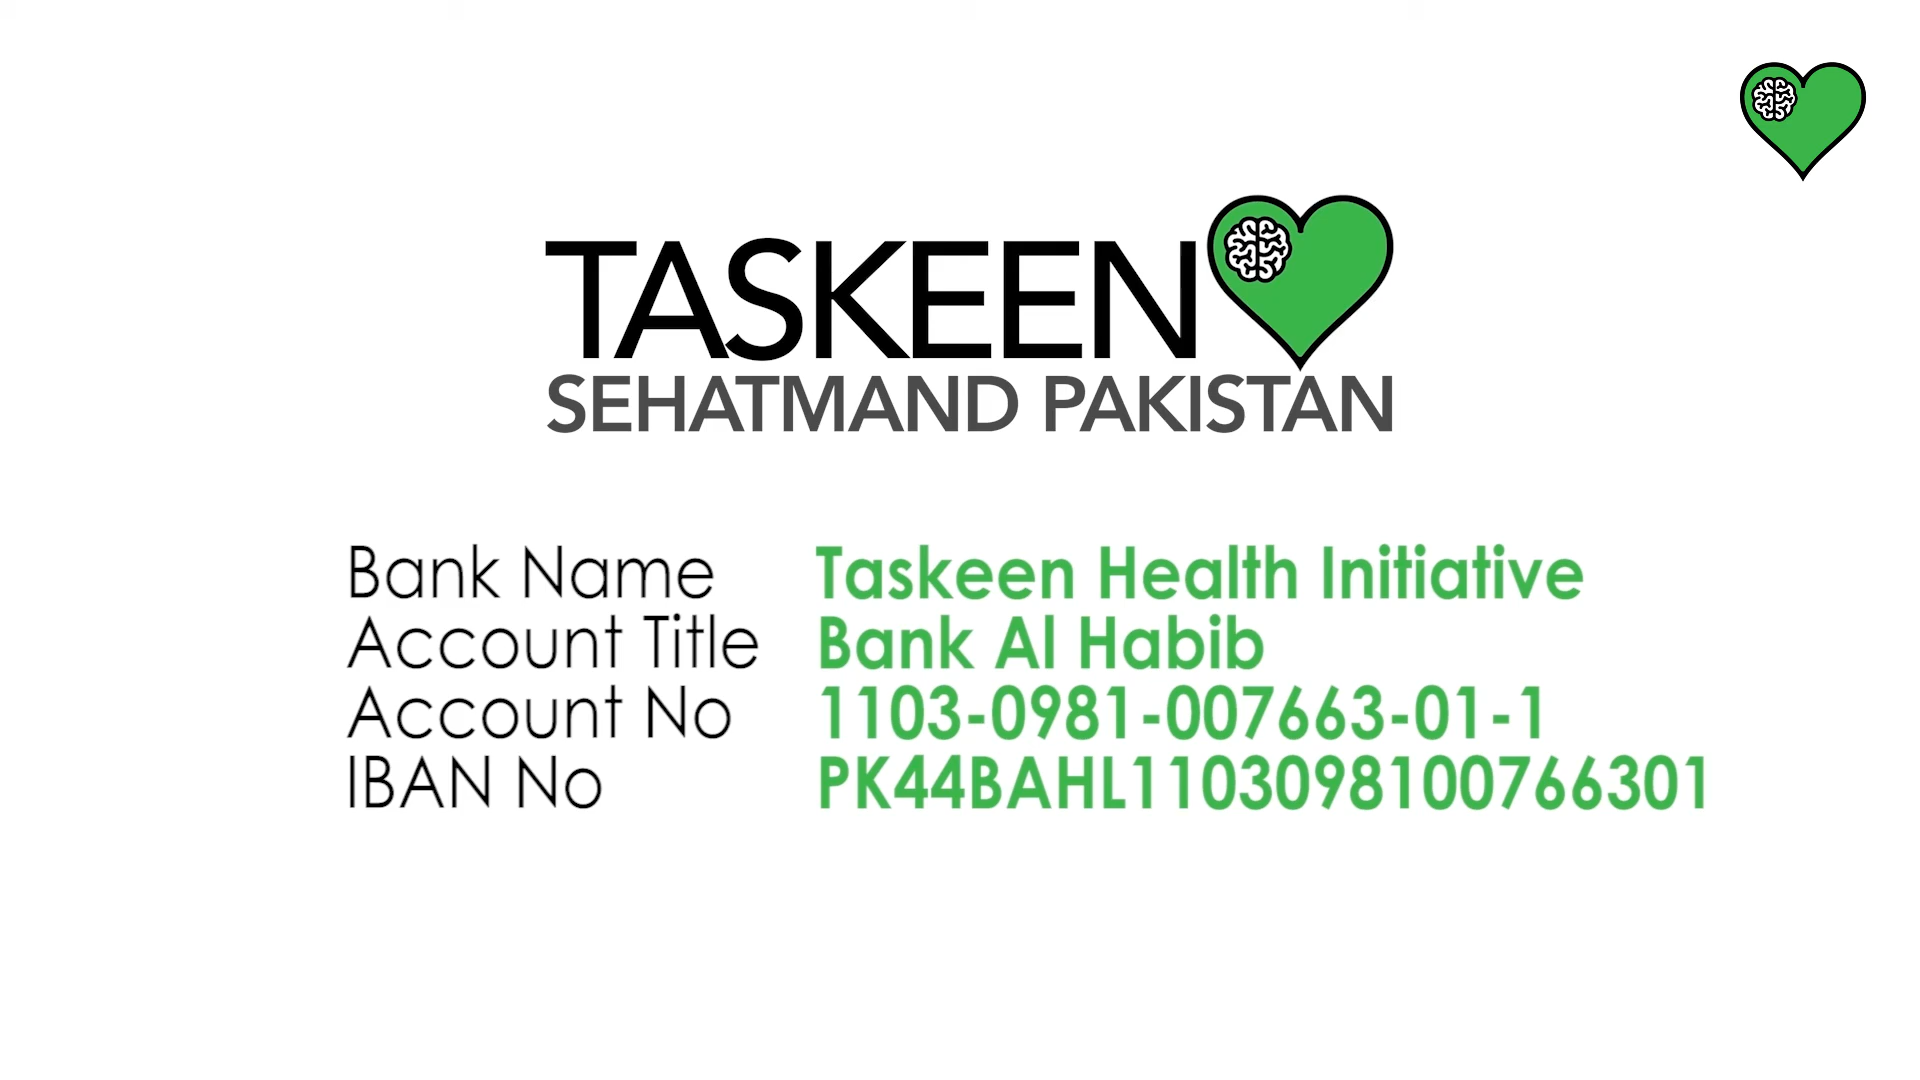 TASKEEN
SEHATMAND PAKISTAN
Bank Name Taskeen Health Initiative
Account Title Bank Al Habib
Account No 1103-0981-007663-01-1
IBAN No PK44BAHL1103098100766301